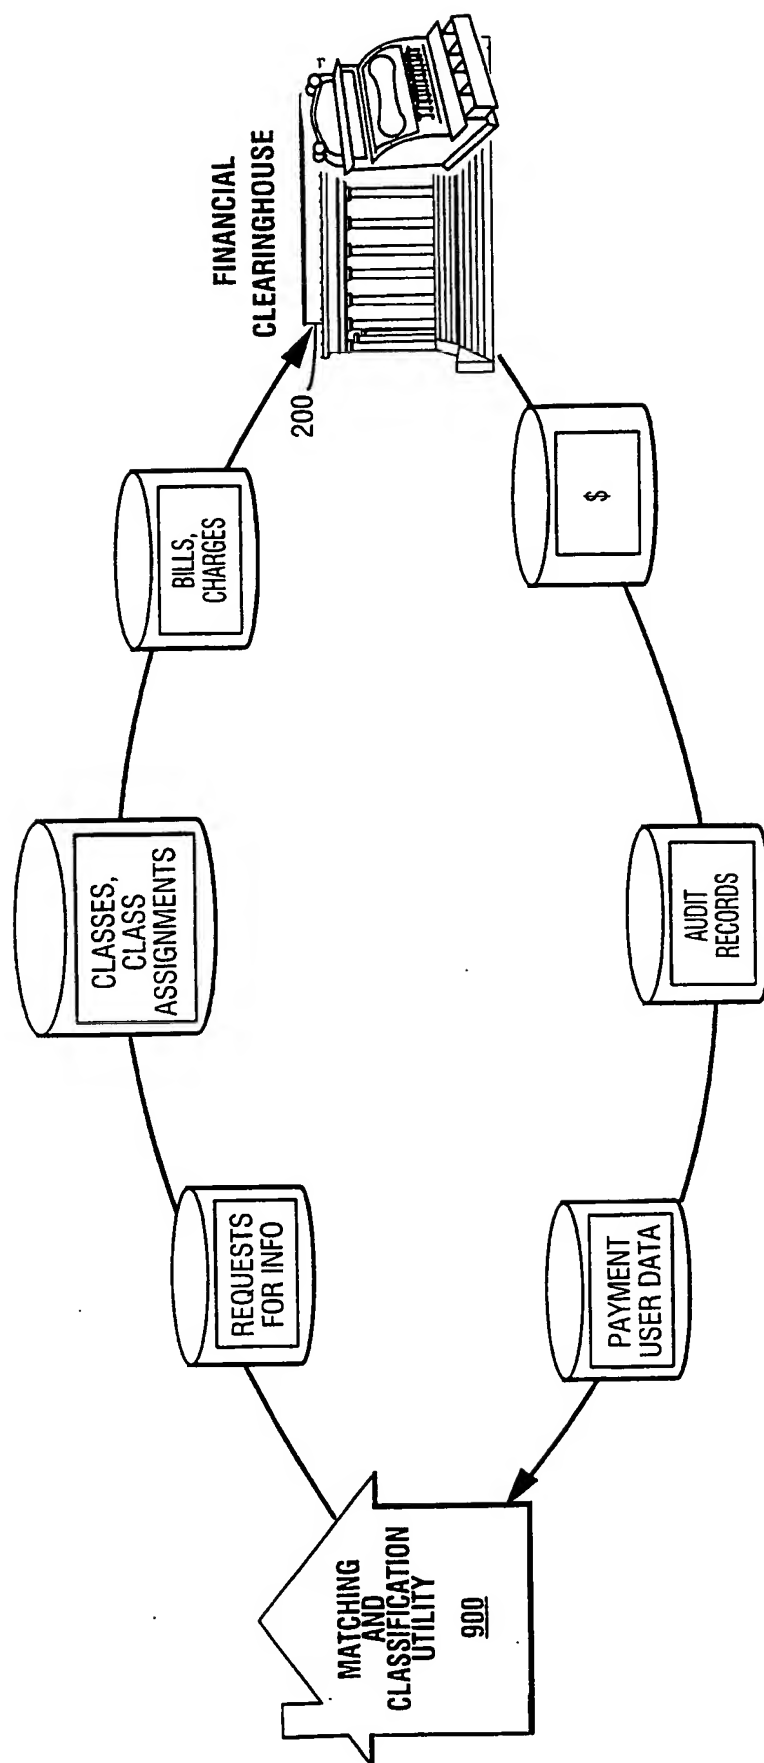 FINANCIAL
CLEARINGHOUSE
200
BILLS,
CHARGES
CLASSES,
CLASS
ASSIGNMENTS
REQUESTS
FOR INFO
MATCHING
AND
CLASSIFICATION
UTILITY
900
PAYMENT
USER DATA
AUDIT
RECORDS
$